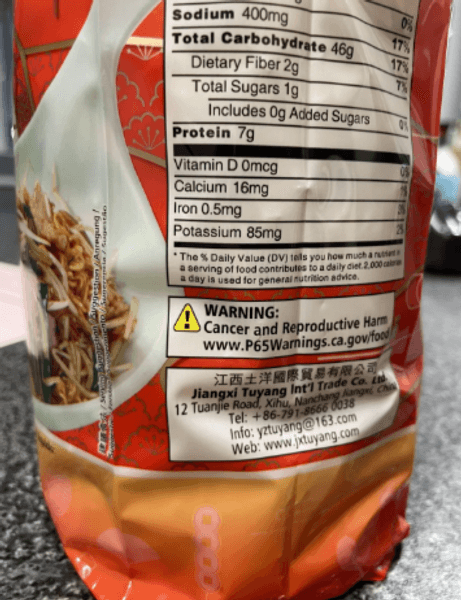 Sodium 400mg
0%
Total Carbohydrate 46g 17%
Dietary Fiber 2g 17%
Total Sugars 1g 7%
Includes 0g Added Sugars
Protein 7g 0%
Vitamin D 0mcg 0%
Calcium 16mg
Iron 0.5mg
Potassium 85mg
* The % Daily Value (DV) tells you how much a nutrient in
a serving of food contributes to a daily diet. 2,000 calories
a day is used for general nutrition advice.
WARNING:
Cancer and Reproductive Harm
www.P65Warnings.ca.gov/food
江西土洋國際貿易有限公司
Jiangxi Tuyang Int'l Trade Co. Ltd.
12 Tuanjie Road, Xihu, Nanchang Jiangxi, China
Tel: +86-791-8666 0038
Info: yztuyang@163.com
Web: www.jxtuyang.com